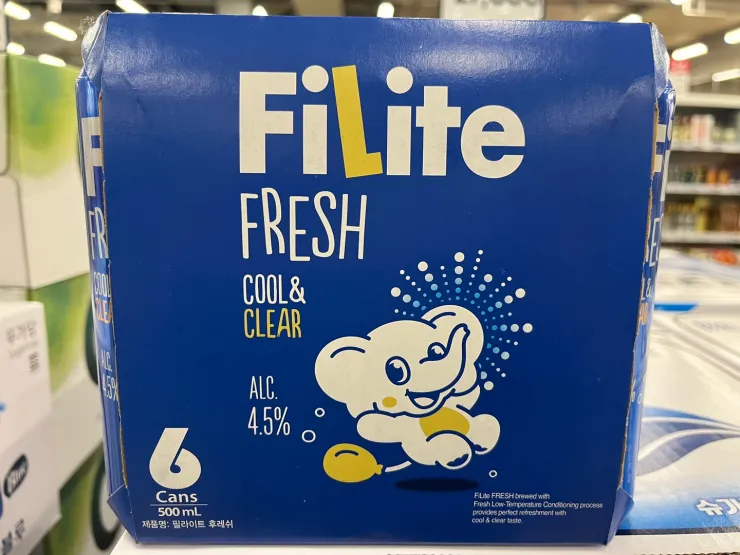 FiLite
FRESH
COOL&
CLEAR
ALC.
4.5%
6
Cans
500 mL
제품명: 필라이트 후레쉬
FiLite FRESH brewed with
Fresh Low-Temperature Conditioning process
provides perfect refreshment with
cool & clear taste.